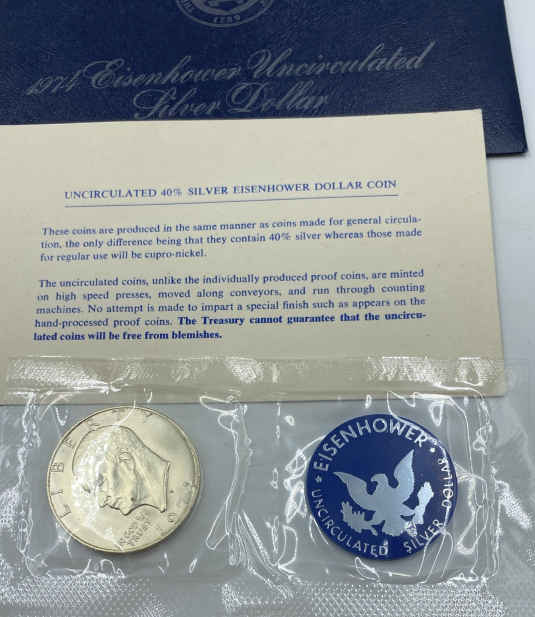 1789
1974 Eisenhower Uncirculated
Silver Dollar
UNCIRCULATED 40% SILVER EISENHOWER DOLLAR COIN
These coins are produced in the same manner as coins made for general circula-
tion, the only difference being that they contain 40% silver whereas those made
for regular use will be cupro-nickel.
The uncirculated coins, unlike the individually produced proof coins, are minted
on high speed presses, moved along conveyors, and run through counting
machines. No attempt is made to impart a special finish such as appears on the
hand-processed proof coins. The Treasury cannot guarantee that the uncircu-
lated coins will be free from blemishes.
LIBERTY
TRUST
EISENHOWER
UNCIRCULATED SILVER DOLLAR